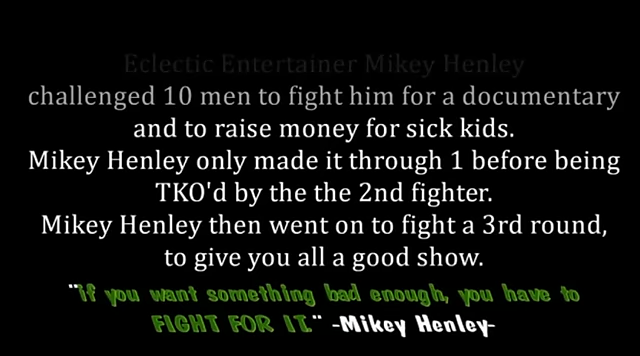 Eclectic Entertainer Mikey Henley
challenged 10 men to fight him for a documentary
and to raise money for sick kids.
Mikey Henley only made it through 1 before being
TKO'd by the the 2nd fighter.
Mikey Henley then went on to fight a 3rd round,
to give you all a good show.
"if you want something bad enough, you have to
FIGHT FOR IT." -Mikey Henley-